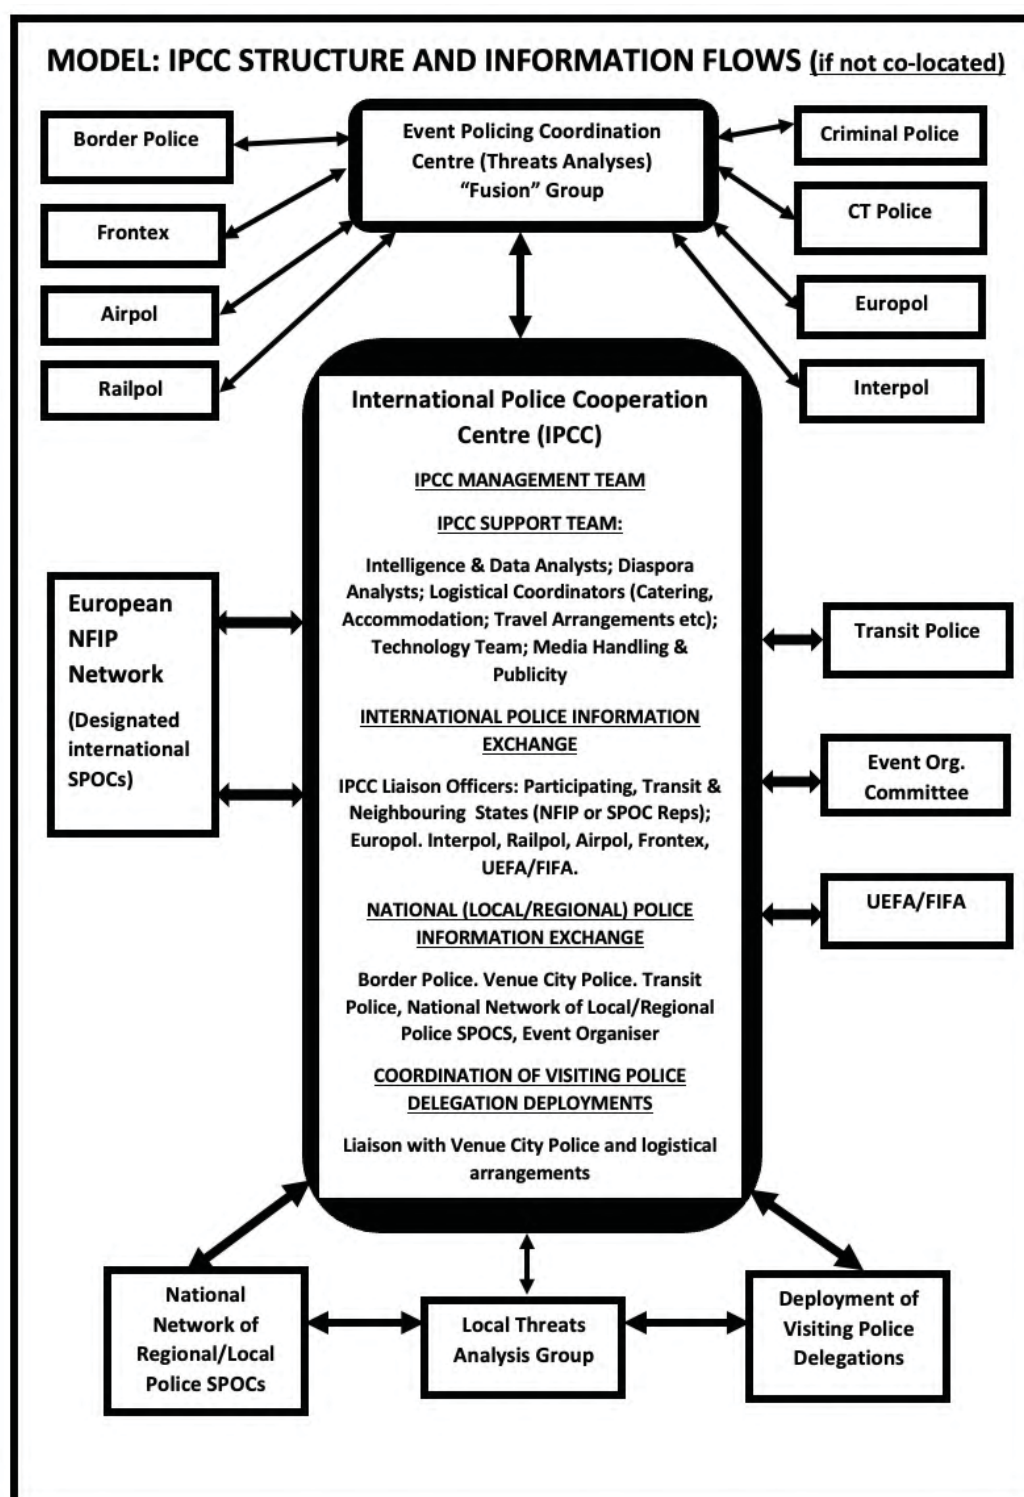 MODEL: IPCC STRUCTURE AND INFORMATION FLOWS (if not co-located)
Border Police
Frontex
Airpol
Railpol
Event Policing Coordination
Centre (Threats Analyses)
“Fusion” Group
Criminal Police
CT Police
Europol
Interpol
International Police Cooperation
Centre (IPCC)
IPCC MANAGEMENT TEAM
IPCC SUPPORT TEAM:
Intelligence & Data Analysts; Diaspora
Analysts; Logistical Coordinators (Catering,
Accommodation; Travel Arrangements etc);
Technology Team; Media Handling &
Publicity
INTERNATIONAL POLICE INFORMATION
EXCHANGE
IPCC Liaison Officers: Participating, Transit &
Neighbouring States (NFIP or SPOC Reps);
Europol. Interpol, Railpol, Airpol, Frontex,
UEFA/FIFA.
NATIONAL (LOCAL/REGIONAL) POLICE
INFORMATION EXCHANGE
Border Police. Venue City Police. Transit
Police, National Network of Local/Regional
Police SPOCS, Event Organiser
COORDINATION OF VISITING POLICE
DELEGATION DEPLOYMENTS
Liaison with Venue City Police and logistical
arrangements
European
NFIP
Network
(Designated
international
SPOCs)
Transit Police
Event Org.
Committee
UEFA/FIFA
National
Network of
Regional/Local
Police SPOCs
Local Threats
Analysis Group
Deployment of
Visiting Police
Delegations